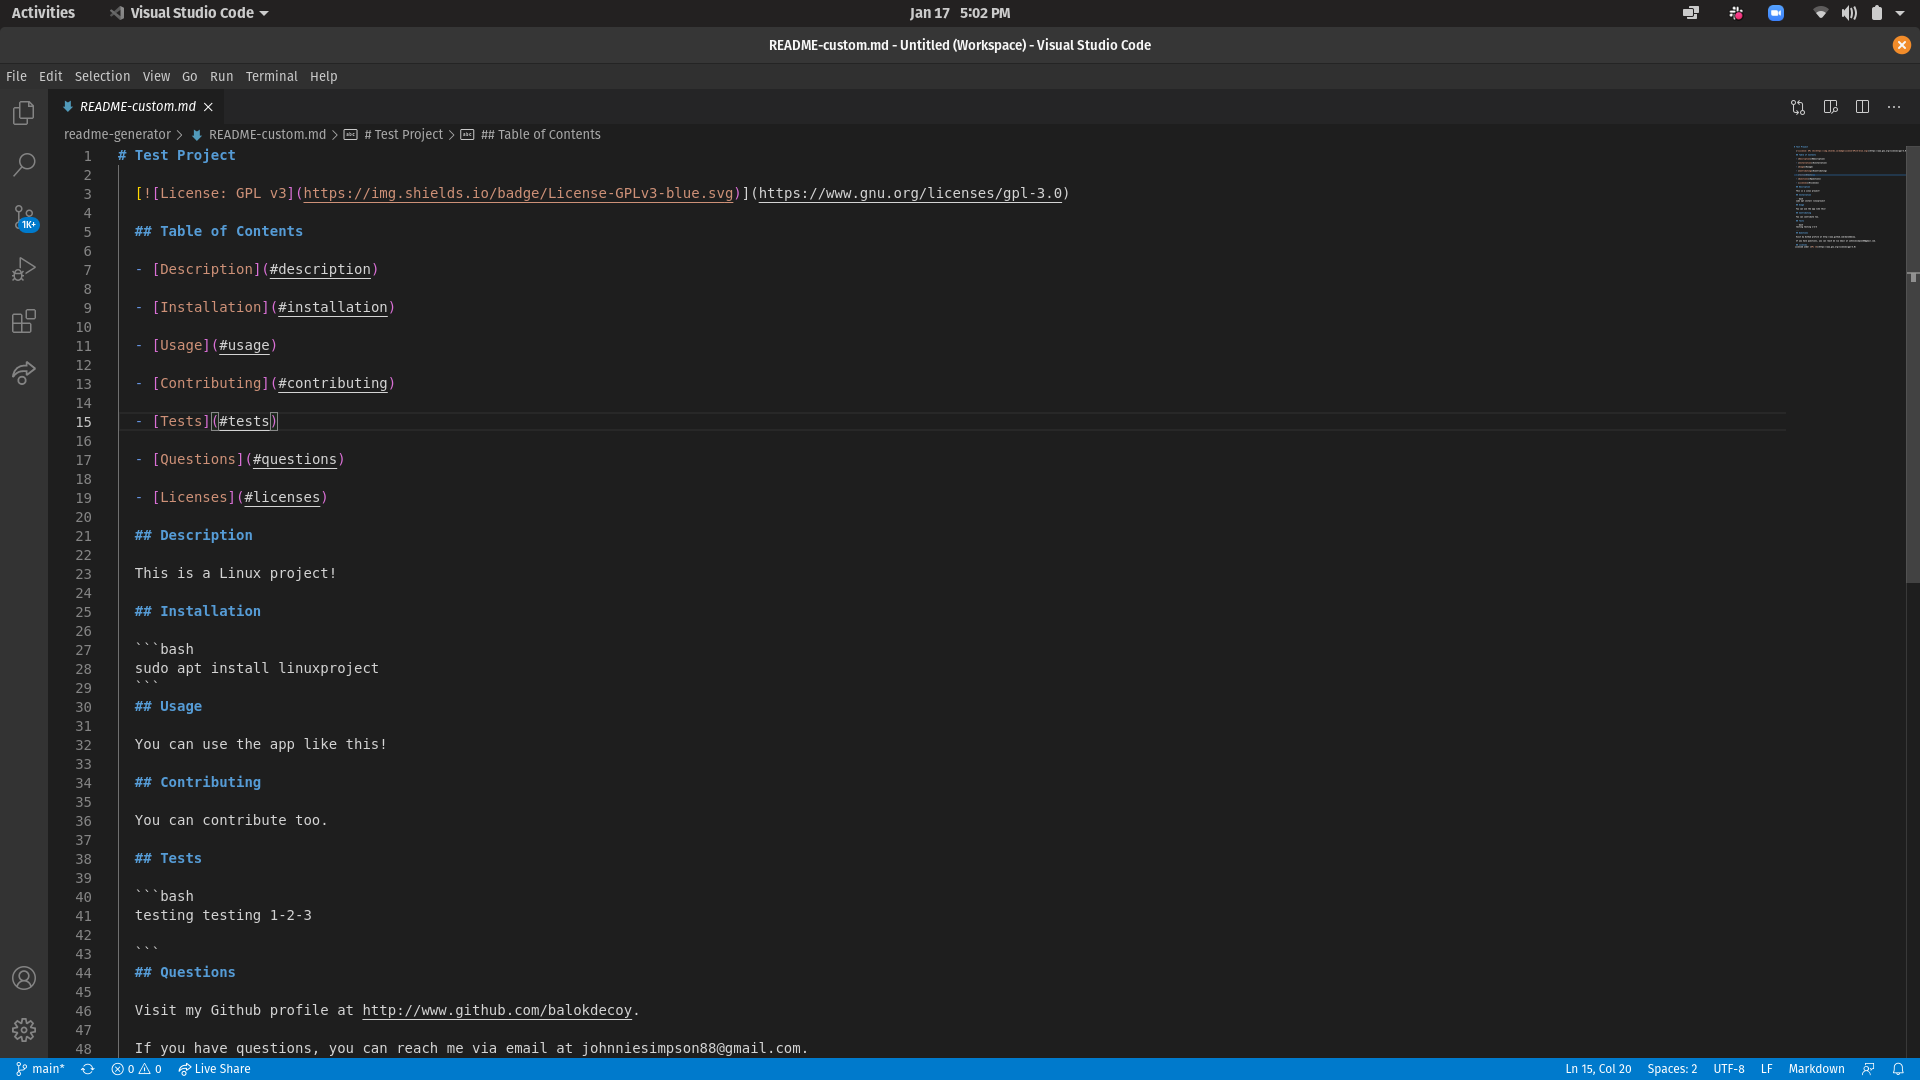 Activities Visual Studio Code Jan 17 5:02 PM
README-custom.md - Untitled (Workspace) - Visual Studio Code
File Edit Selection View Go Run Terminal Help
README-custom.md
readme-generator > README-custom.md > # Test Project > ## Table of Contents
1 # Test Project
2
3 [![License: GPL v3](https://img.shields.io/badge/License-GPLv3-blue.svg)](https://www.gnu.org/licenses/gpl-3.0)
4
5 ## Table of Contents
6
7 - [Description](#description)
8
9 - [Installation](#installation)
10
11 - [Usage](#usage)
12
13 - [Contributing](#contributing)
14
15 - [Tests](#tests)
16
17 - [Questions](#questions)
18
19 - [Licenses](#licenses)
20
21 ## Description
22
23 This is a Linux project!
24
25 ## Installation
26
27 ```bash
28 sudo apt install linuxproject
29 ```
30 ## Usage
31
32 You can use the app like this!
33
34 ## Contributing
35
36 You can contribute too.
37
38 ## Tests
39
40 ```bash
41 testing testing 1-2-3
42
43 ```
44 ## Questions
45
46 Visit my Github profile at http://www.github.com/balokdecoy.
47
48 If you have questions, you can reach me via email at johnniesimpson88@gmail.com.
1K+
main* 0 0 Live Share Ln 15, Col 20 Spaces: 2 UTF-8 LF Markdown